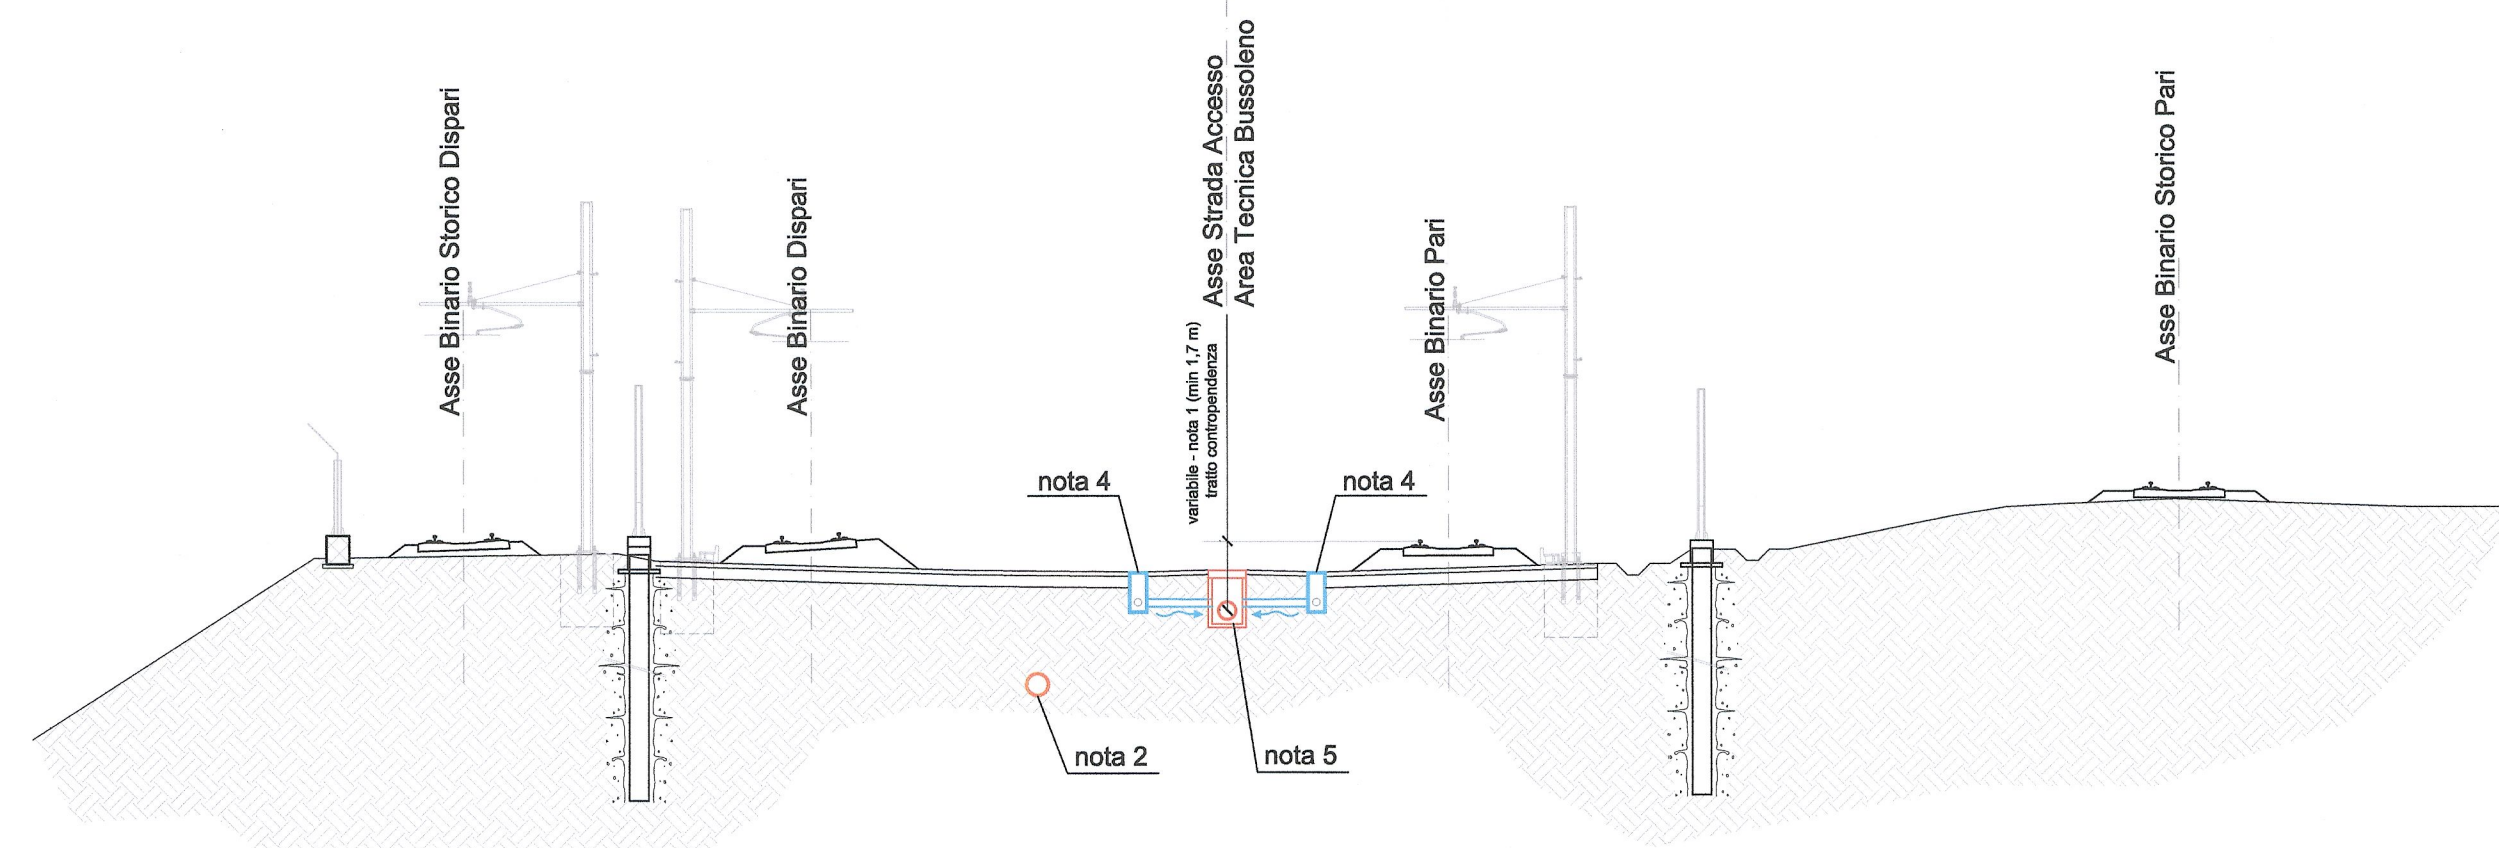 Asse Binario Storico Dispari
Asse Binario Dispari
Asse Strada Accesso
Area Tecnica Bussoleno
variabile - nota 1 (min 1,7 m)
tratto contropendenza
Asse Binario Pari
Asse Binario Storico Pari
nota 4
nota 4
nota 2
nota 5